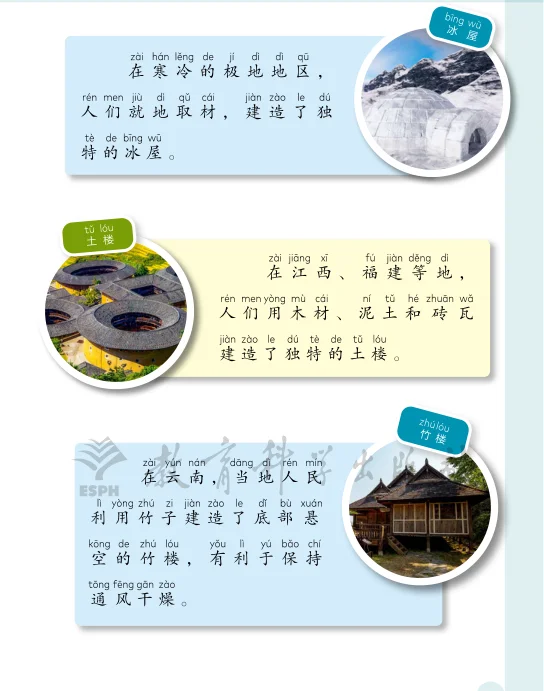 bīng wū
冰 屋
zài hán lěng de jí dì dì qū
在寒冷的极地地区，
rén men jiù dì qǔ cái jiàn zào le dú
人们就地取材，建造了独
tè de bīng wū
特的冰屋。
tǔ lóu
土 楼
zài jiāng xī fú jiàn děng dì
在江西、福建等地，
rén men yòng mù cái ní tǔ hé zhuān wǎ
人们用木材、泥土和砖瓦
jiàn zào le dú tè de tǔ lóu
建造了独特的土楼。
zhú lóu
竹 楼
zài yún nán dāng dì rén mín
在云南，当地人民
lì yòng zhú zi jiàn zào le dǐ bù xuán
利用竹子建造了底部悬
kōng de zhú lóu yǒu lì yú bǎo chí
空的竹楼，有利于保持
tōng fēng gān zào
通风干燥。
ESPH 教育科学出版社